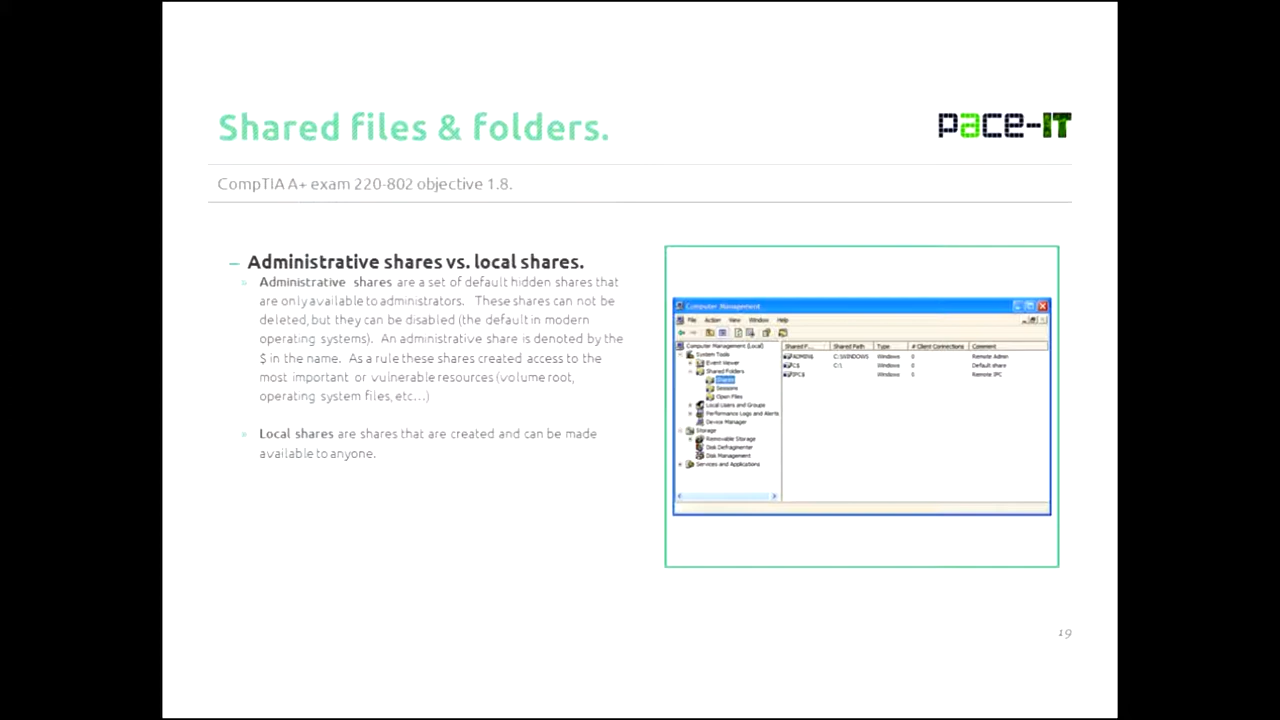 Shared files & folders.
pace-IT
CompTIA A+ exam 220-802 objective 1.8.
– Administrative shares vs. local shares.
» Administrative shares are a set of default hidden shares that
are only available to administrators. These shares can not be
deleted, but they can be disabled (the default in modern
operating systems). An administrative share is denoted by the
$ in the name. As a rule these shares created access to the
most important or vulnerable resources (volume root,
operating system files, etc...)
» Local shares are shares that are created and can be made
available to anyone.
Computer Management
File Action View Window Help
Computer Management (Local)
System Tools
Event Viewer
Shared Folders
Shares
Sessions
Open Files
Local Users and Groups
Performance Logs and Alerts
Device Manager
Storage
Removable Storage
Disk Defragmenter
Disk Management
Services and Applications
Shared F... Shared Path Type # Client Connections Comment
ADMIN$ C:\WINDOWS Windows 0 Remote Admin
C$ C:\ Windows 0 Default share
IPC$ Windows 0 Remote IPC
19